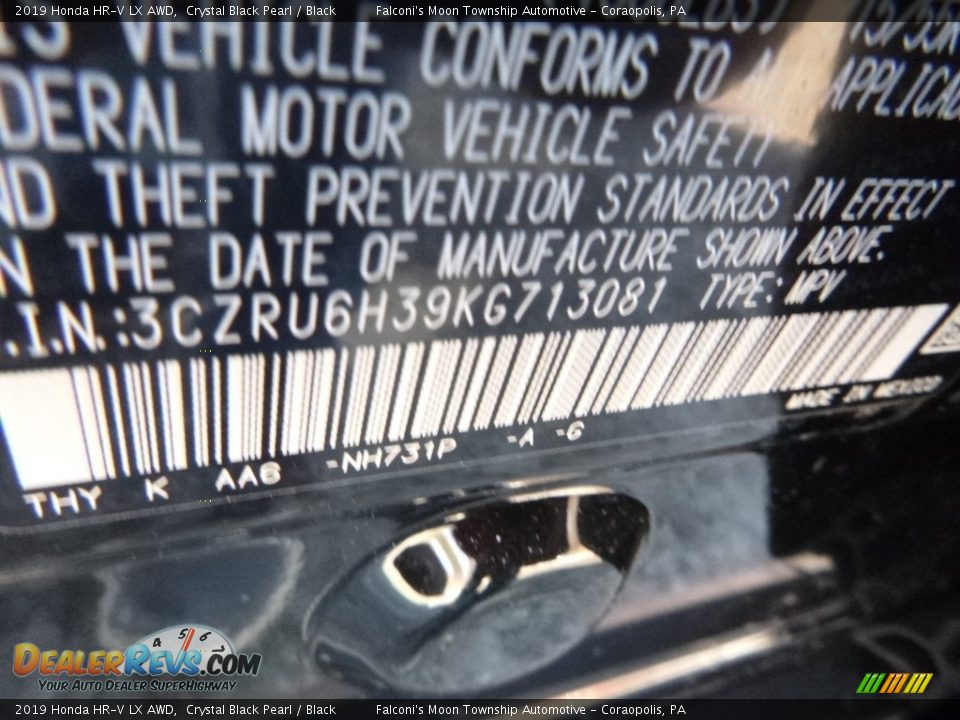 2019 Honda HR-V LX AWD, Crystal Black Pearl / Black Falconi's Moon Township Automotive - Coraopolis, PA
VEHICLE CONFORMS TO APPLICA
DERAL MOTOR VEHICLE SAFETY
ND THEFT PREVENTION STANDARDS IN EFFECT
N THE DATE OF MANUFACTURE SHOWN ABOVE.
.I.N.:3CZRU6H39KG713081 TYPE: MPV
MADE IN MEXICO
THY K AA6 -NH731P -A -G
4 5 6
DEALERREVS.COM
YOUR AUTO DEALER SUPERHIGHWAY
2019 Honda HR-V LX AWD, Crystal Black Pearl / Black Falconi's Moon Township Automotive - Coraopolis, PA